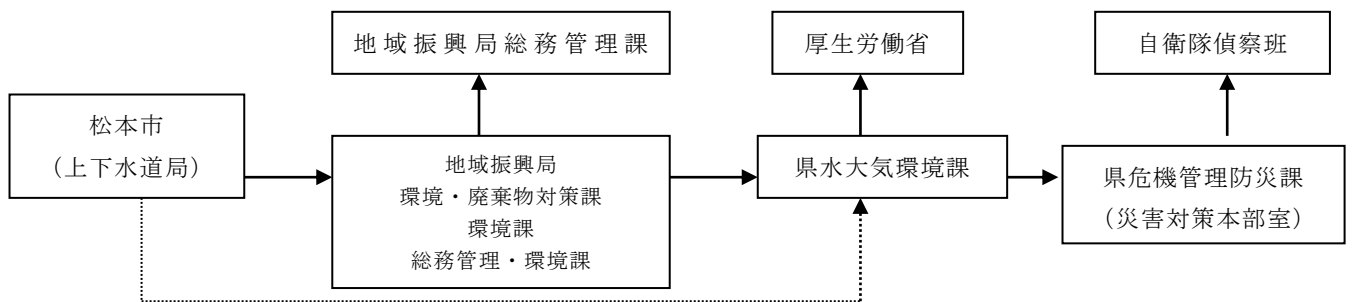 地域振興局総務管理課
厚生労働省
自衛隊偵察班
松本市
（上下水道局）
地域振興局
環境・廃棄物対策課
環境課
総務管理・環境課
県水大気環境課
県危機管理防災課
（災害対策本部室）